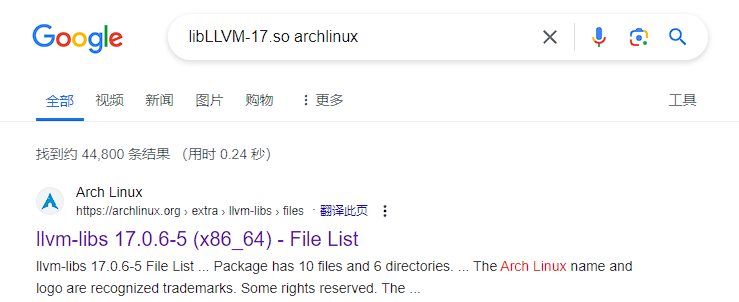 Google
libLLVM-17.so archlinux
全部 视频 新闻 图片 购物 更多 工具
找到约 44,800 条结果 （用时 0.24 秒）
Arch Linux
https://archlinux.org › extra › llvm-libs › files · 翻译此页
llvm-libs 17.0.6-5 (x86_64) - File List
llvm-libs 17.0.6-5 File List ... Package has 10 files and 6 directories. ... The Arch Linux name and
logo are recognized trademarks. Some rights reserved. The ...